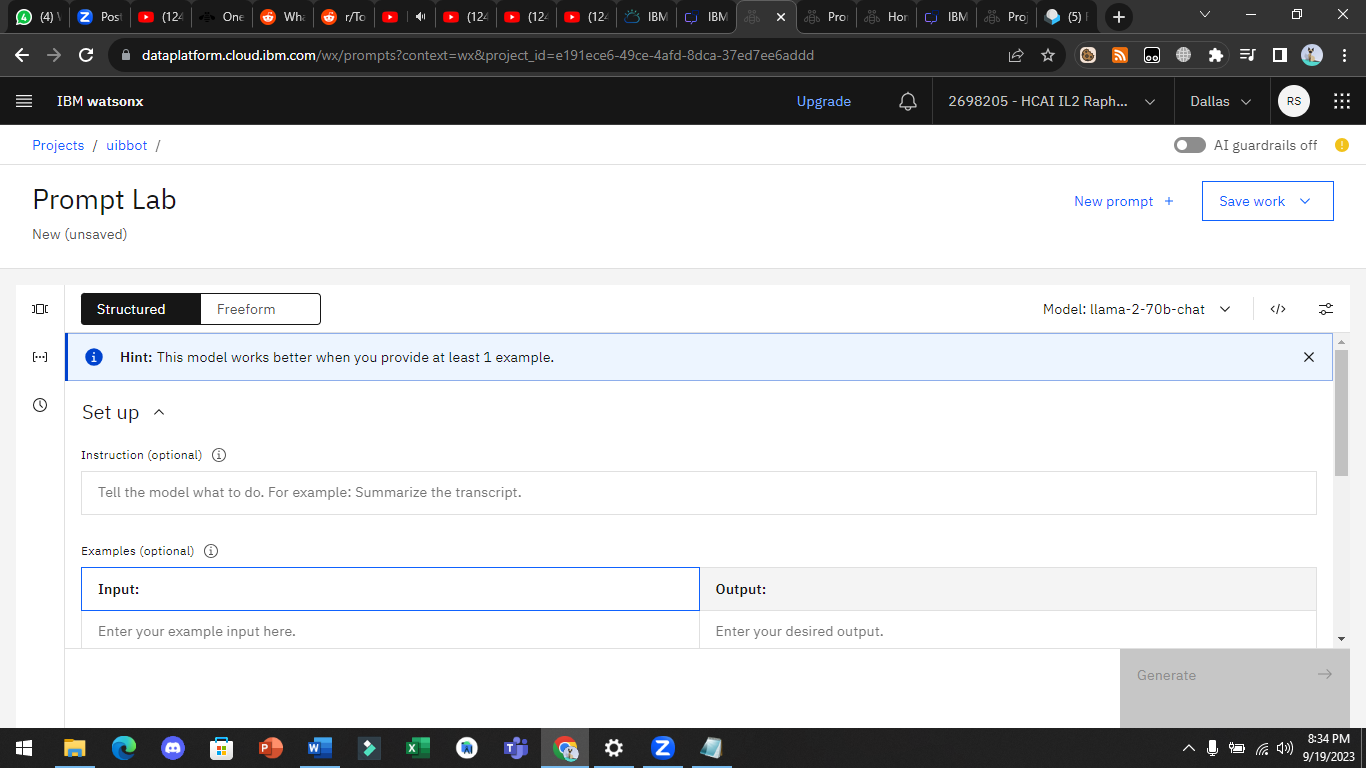 (4) W
Post
(124
One
Wha
r/To
(124
(124
(124
IBM
IBM
Pro
Hor
IBM
Proj
(5)
dataplatform.cloud.ibm.com/wx/prompts?context=wx&project_id=e191ece6-49ce-4afd-8dca-37ed7ee6addd
IBM watsonx
Upgrade
2698205 - HCAI IL2 Raph...
Dallas
RS
Projects / uibbot /
AI guardrails off
Prompt Lab
New prompt +
Save work
New (unsaved)
Structured
Freeform
Model: llama-2-70b-chat
</>
Hint: This model works better when you provide at least 1 example.
Set up
Instruction (optional)
Tell the model what to do. For example: Summarize the transcript.
Examples (optional)
Input:
Output:
Enter your example input here.
Enter your desired output.
Generate
8:34 PM
9/19/2023